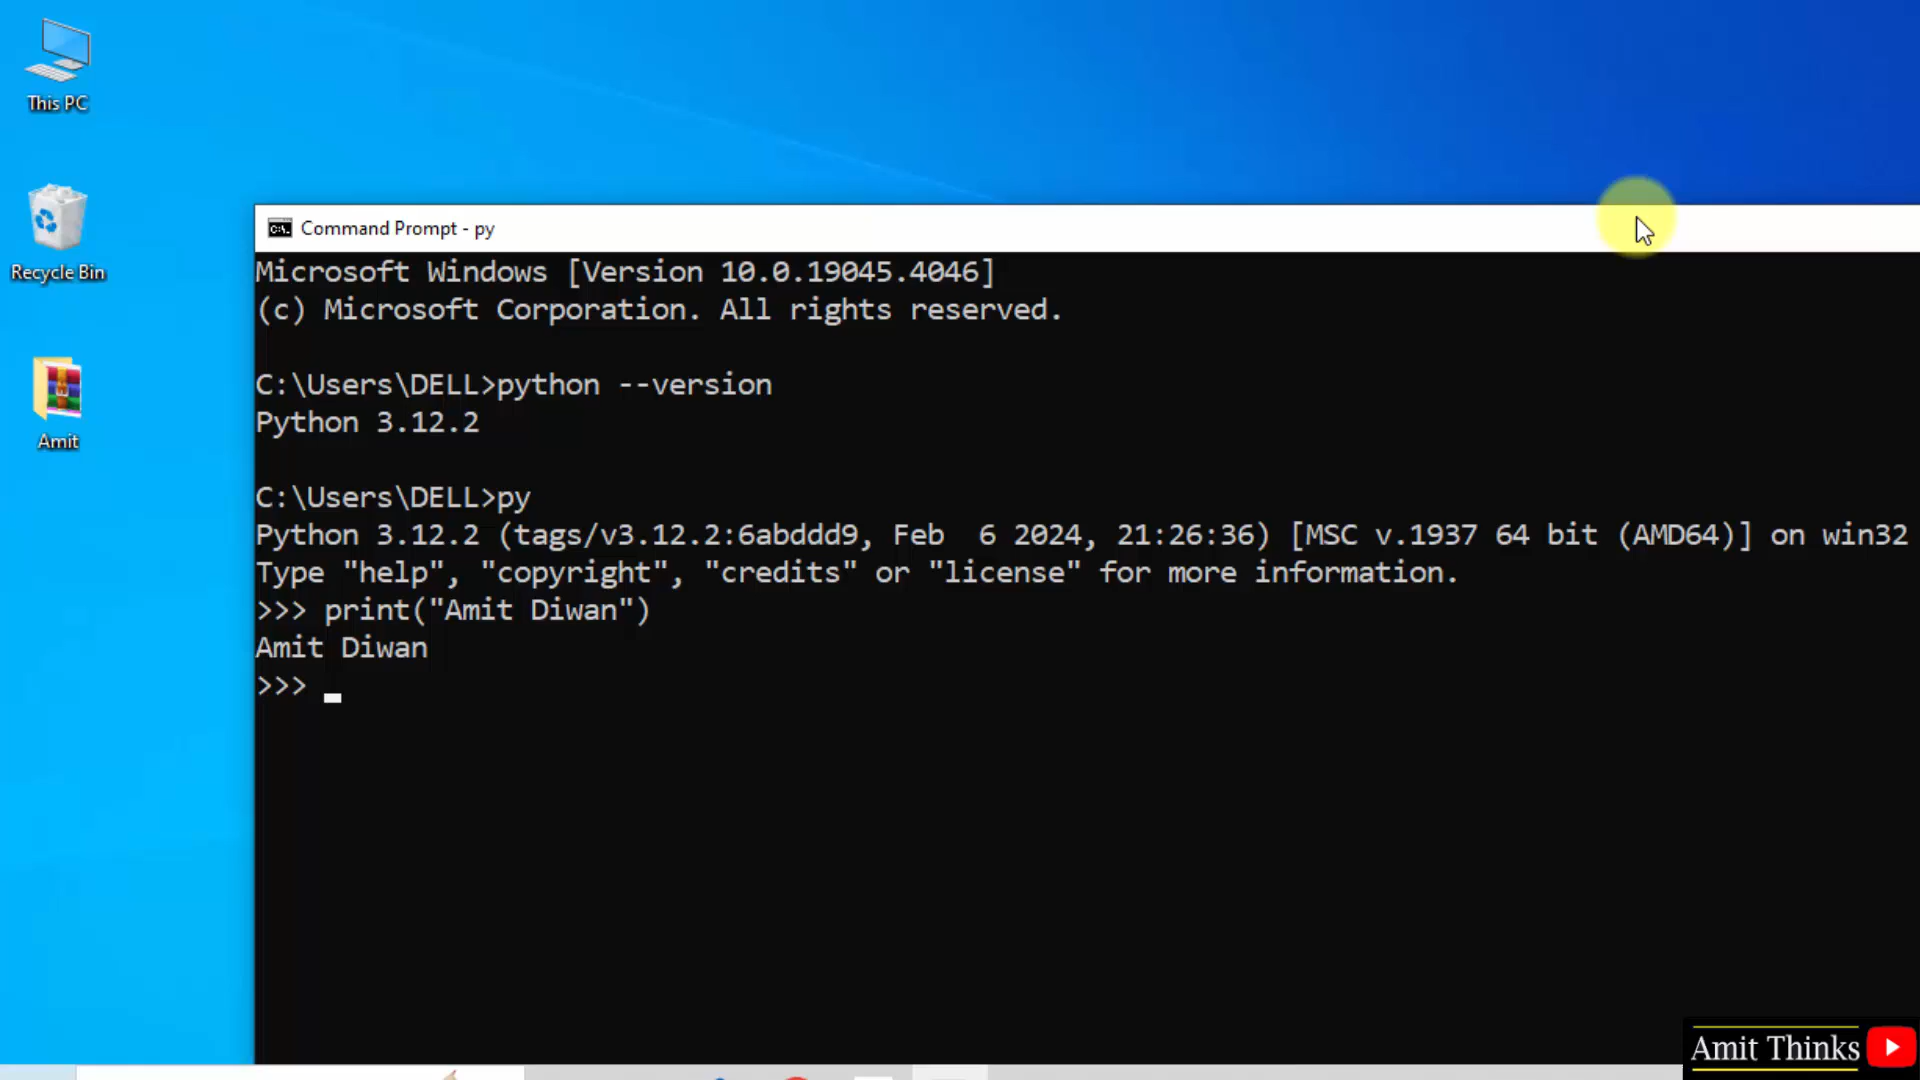 This PC
Recycle Bin
Amit
Command Prompt - py
Microsoft Windows [Version 10.0.19045.4046]
(c) Microsoft Corporation. All rights reserved.
C:\Users\DELL>python --version
Python 3.12.2
C:\Users\DELL>py
Python 3.12.2 (tags/v3.12.2:6abddd9, Feb  6 2024, 21:26:36) [MSC v.1937 64 bit (AMD64)] on win32
Type "help", "copyright", "credits" or "license" for more information.
>>> print("Amit Diwan")
Amit Diwan
>>> _
Amit Thinks